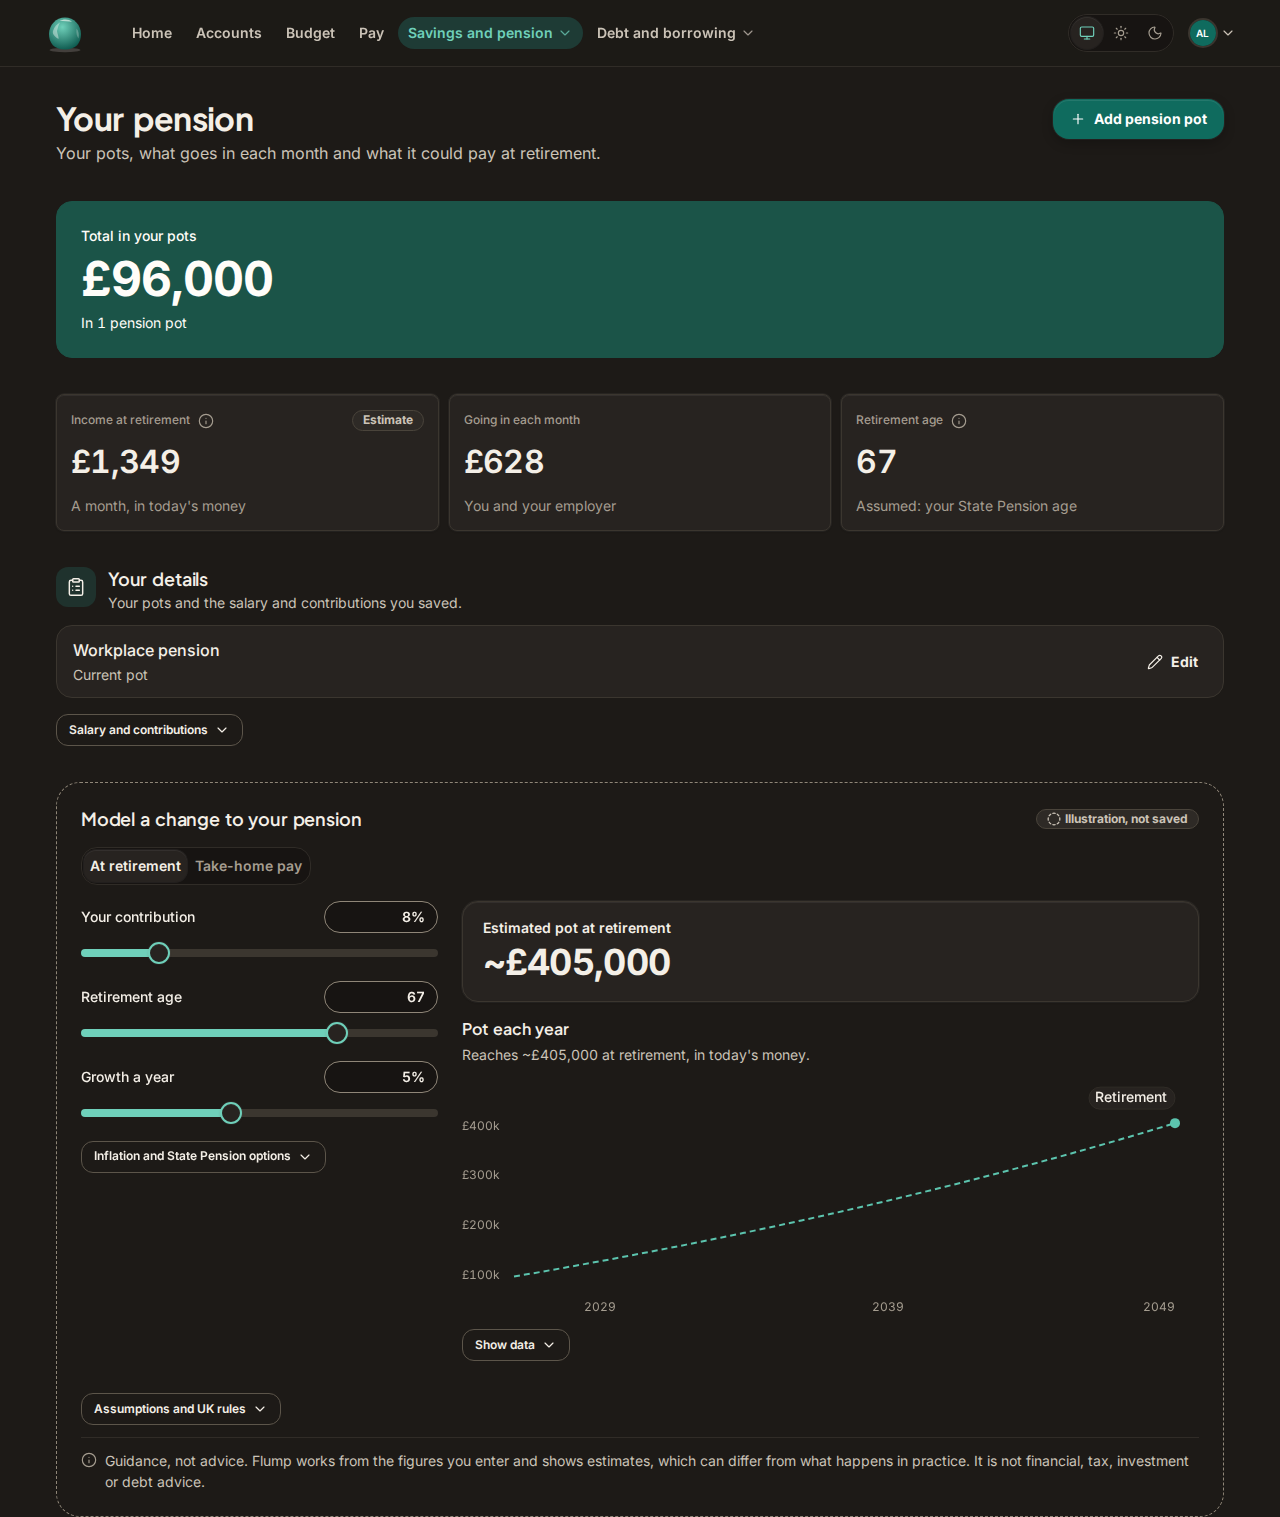 Home Accounts Budget Pay Savings and pension Debt and borrowing AL
Your pension
Add pension pot
Your pots, what goes in each month and what it could pay at retirement.
Total in your pots
£96,000
In 1 pension pot
Income at retirement Estimate
£1,349
A month, in today's money
Going in each month
£628
You and your employer
Retirement age
67
Assumed: your State Pension age
Your details
Your pots and the salary and contributions you saved.
Workplace pension
Current pot
Edit
Salary and contributions
Model a change to your pension
Illustration, not saved
At retirement Take-home pay
Your contribution 8%
Retirement age 67
Growth a year 5%
Inflation and State Pension options
Estimated pot at retirement
~£405,000
Pot each year
Reaches ~£405,000 at retirement, in today's money.
Retirement
£400k
£300k
£200k
£100k
2029 2039 2049
Show data
Assumptions and UK rules
Guidance, not advice. Flump works from the figures you enter and shows estimates, which can differ from what happens in practice. It is not financial, tax, investment
or debt advice.